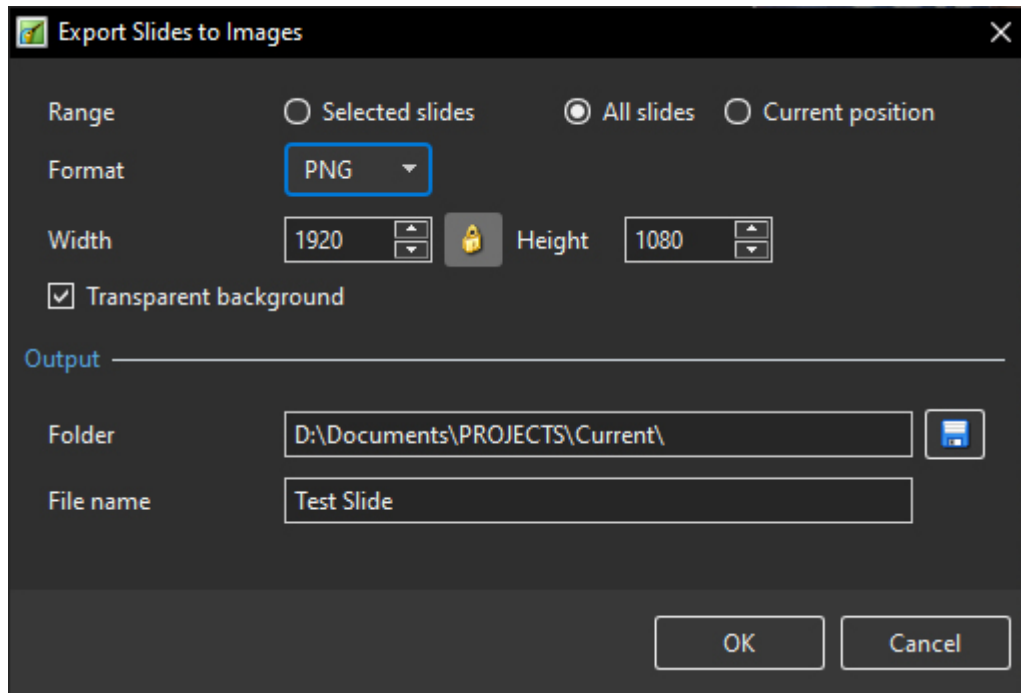 Export Slides to Images
Range Selected slides All slides Current position
Format PNG
Width 1920 Height 1080
Transparent background
Output
Folder D:\Documents\PROJECTS\Current\
File name Test Slide
OK Cancel